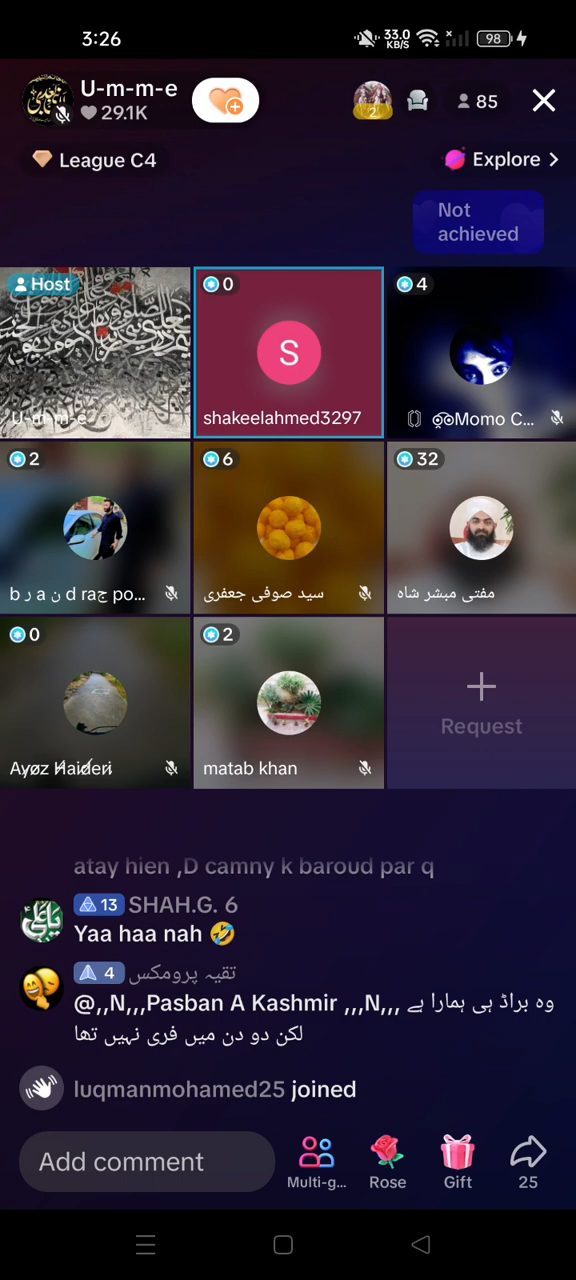 3:26
33.0
KB/S
98
U-m-m-e
29.1K
2
85
League C4
Explore
Not
achieved
Host
U-m-m-e
0
S
shakeelahmed3297
4
Momo C...
2
6
سید صوفی جعفری
32
مفتی مبشر شاہ
0
Ayøz Haideri
2
matab khan
Request
atay hien ,D camny k baroud par q
13 SHAH.G. 6
Yaa haa nah 🤣
4 تقیہ پرومکس
@,,N,,,Pasban A Kashmir ,,,N,,, وہ براڈ ہی ہمارا ہے
لکن دو دن میں فری نہیں تھا
luqmanmohamed25 joined
Add comment
Multi-g...
Rose
Gift
25